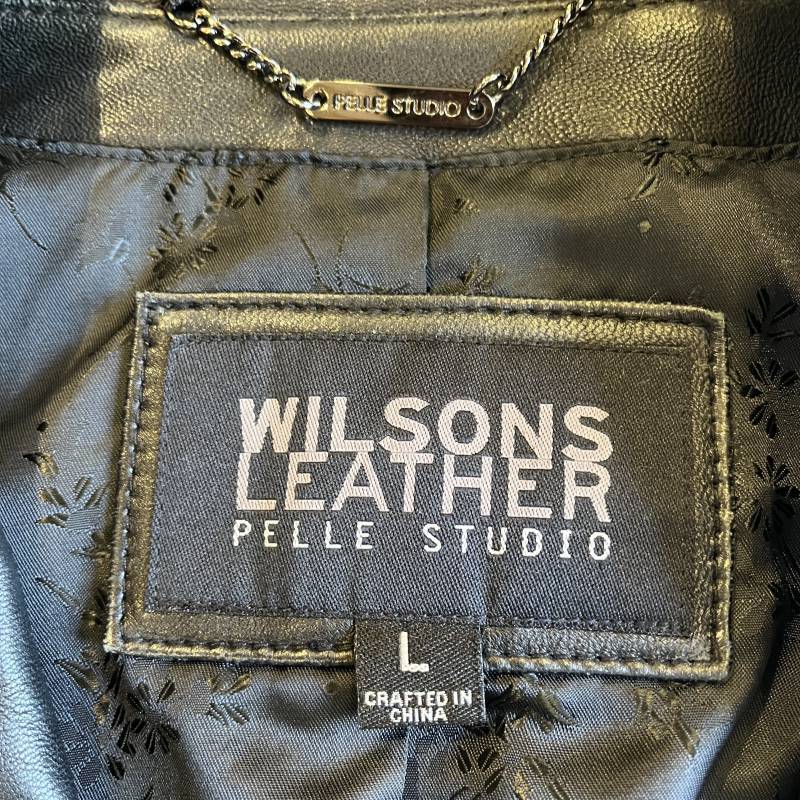 PELLE STUDIO
WILSONS
LEATHER
PELLE STUDIO
L
CRAFTED IN
CHINA